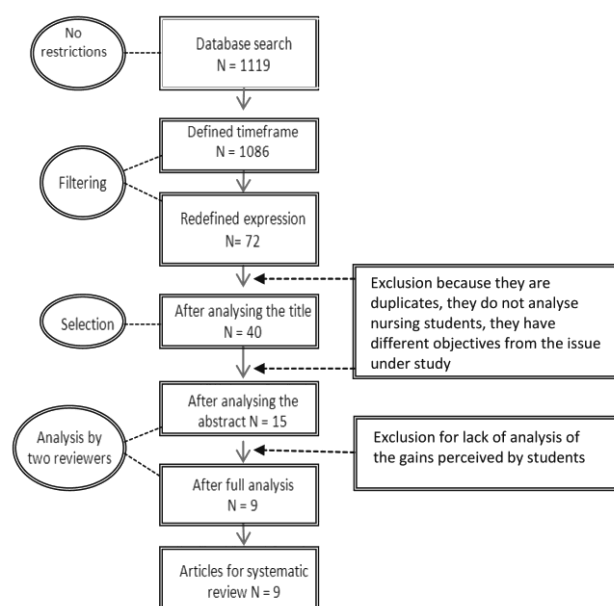 No
restrictions
Database search
N = 1119
Defined timeframe
N = 1086
Filtering
Redefined expression
N= 72
Exclusion because they are
duplicates, they do not analyse
nursing students, they have
different objectives from the issue
under study
Selection
After analysing the title
N = 40
After analysing the
abstract N = 15
Analysis by
two reviewers
Exclusion for lack of analysis of
the gains perceived by students
After full analysis
N = 9
Articles for systematic
review N = 9